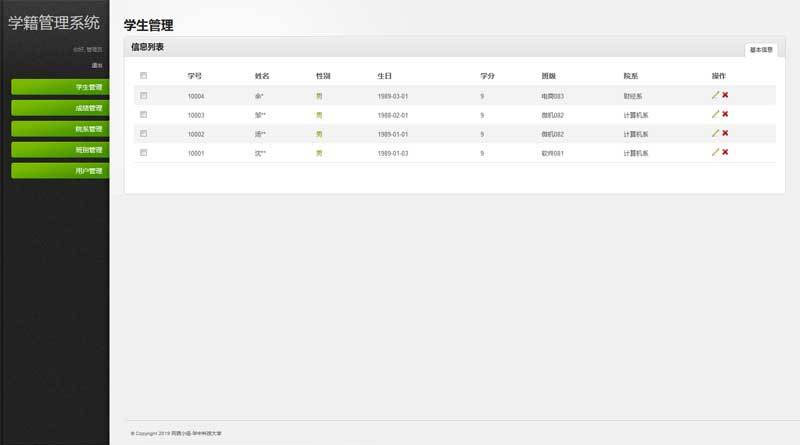 学籍管理系统
你好, 管理员
退出
学生管理
成绩管理
院系管理
班级管理
用户管理
学生管理
信息列表
基本信息
学号 姓名 性别 生日 学分 班级 院系 操作
10004 余* 男 1989-03-01 9 电商083 财经系
10003 邹** 男 1988-02-01 9 微机082 计算机系
10002 汤** 男 1989-01-01 9 微机082 计算机系
10001 沈** 男 1989-01-03 9 软件081 计算机系
© Copyright 2019 华中科技大学